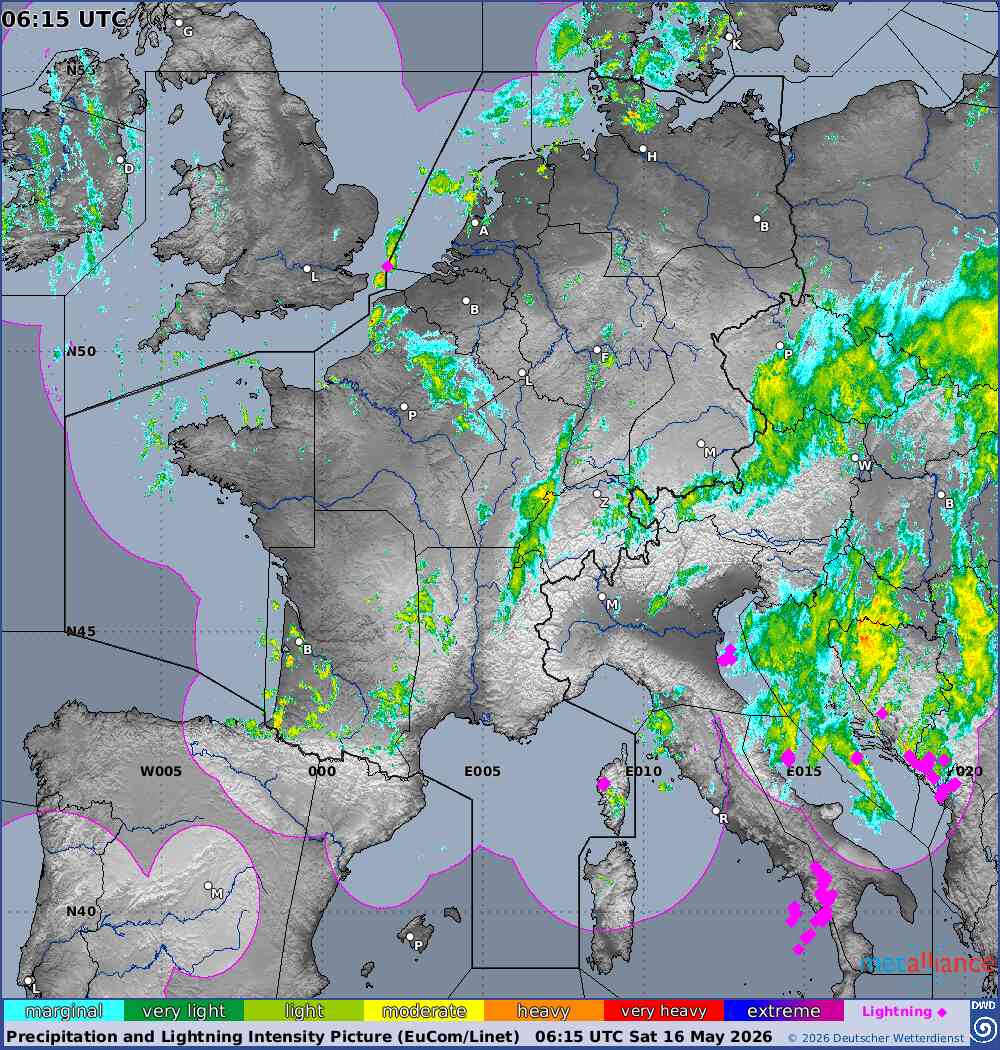 06:15 UTC
G
K
N55
D
H
A
B
B
L
B
N50
F
P
L
P
M
W
Z
B
M
N45
B
W005
000
E005
E010
E015
020
R
M
N40
P
L
metalliance
marginal
very light
light
moderate
heavy
very heavy
extreme
Lightning
DWD
Precipitation and Lightning Intensity Picture (EuCom/Linet) 06:15 UTC Sat 16 May 2026 © 2026 Deutscher Wetterdienst